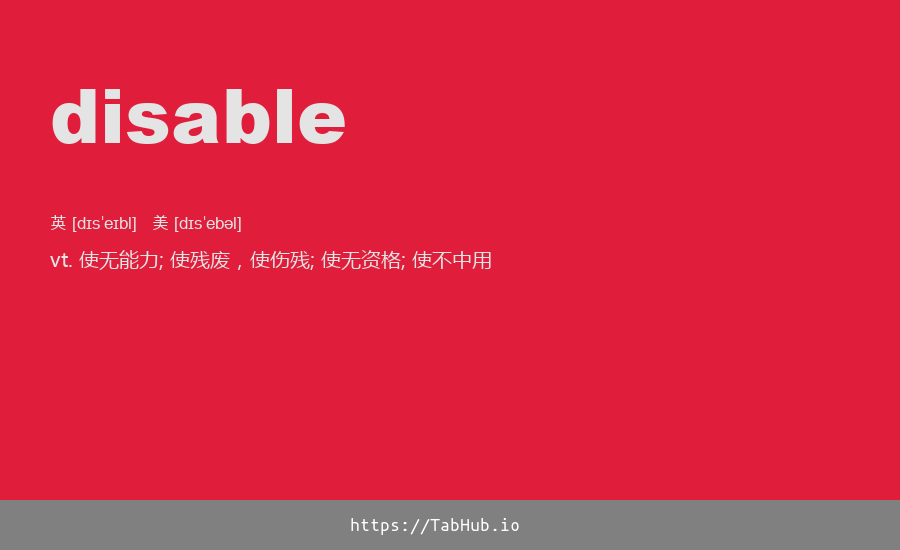 disable
英 [dɪsˈeɪbl] 美 [dɪsˈebəl]
vt. 使无能力; 使残废，使伤残; 使无资格; 使不中用
https://TabHub.io